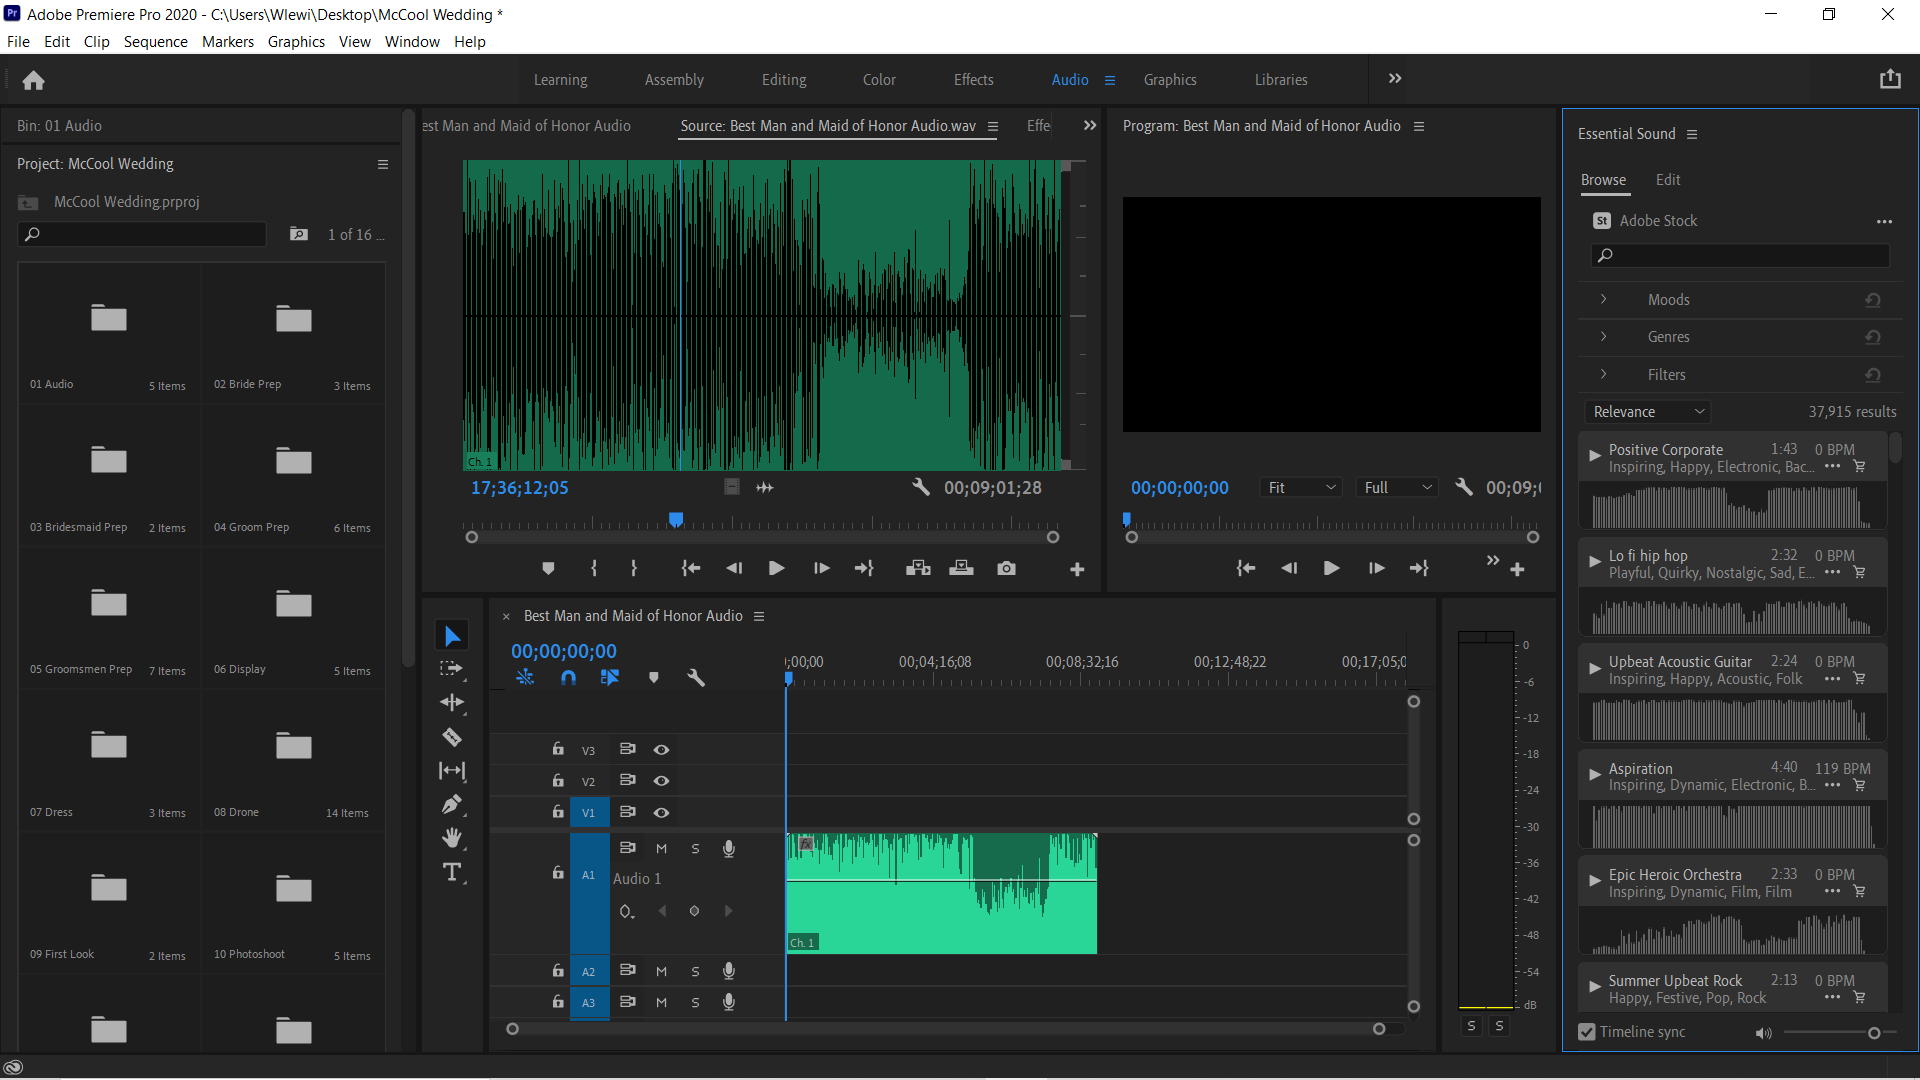 Pr Adobe Premiere Pro 2020 - C:\Users\Wlewi\Desktop\McCool Wedding *
File Edit Clip Sequence Markers Graphics View Window Help
Learning Assembly Editing Color Effects Audio Graphics Libraries
Bin: 01 Audio
Project: McCool Wedding
McCool Wedding.prproj
1 of 16 ...
01 Audio 5 Items
02 Bride Prep 3 Items
03 Bridesmaid Prep 2 Items
04 Groom Prep 6 Items
05 Groomsmen Prep 7 Items
06 Display 5 Items
07 Dress 3 Items
08 Drone 14 Items
09 First Look 2 Items
10 Photoshoot 5 Items
est Man and Maid of Honor Audio
Source: Best Man and Maid of Honor Audio.wav
Effe
Ch. 1
17;36;12;05
00;09;01;28
Program: Best Man and Maid of Honor Audio
00;00;00;00
Fit
Full
00;09;
Best Man and Maid of Honor Audio
00;00;00;00
;00;00 00;04;16;08 00;08;32;16 00;12;48;22 00;17;05;0
V3
V2
V1
A1 M S
Audio 1
fx
Ch. 1
A2 M S
A3 M S
T
0
-6
-12
-18
-24
-30
-36
-42
-48
-54
dB
S S
Essential Sound
Browse Edit
St Adobe Stock
Moods
Genres
Filters
Relevance 37,915 results
Positive Corporate 1:43 0 BPM
Inspiring, Happy, Electronic, Bac...
Lo fi hip hop 2:32 0 BPM
Playful, Quirky, Nostalgic, Sad, E...
Upbeat Acoustic Guitar 2:24 0 BPM
Inspiring, Happy, Acoustic, Folk
Aspiration 4:40 119 BPM
Inspiring, Dynamic, Electronic, B...
Epic Heroic Orchestra 2:33 0 BPM
Inspiring, Dynamic, Film, Film
Summer Upbeat Rock 2:13 0 BPM
Happy, Festive, Pop, Rock
Timeline sync